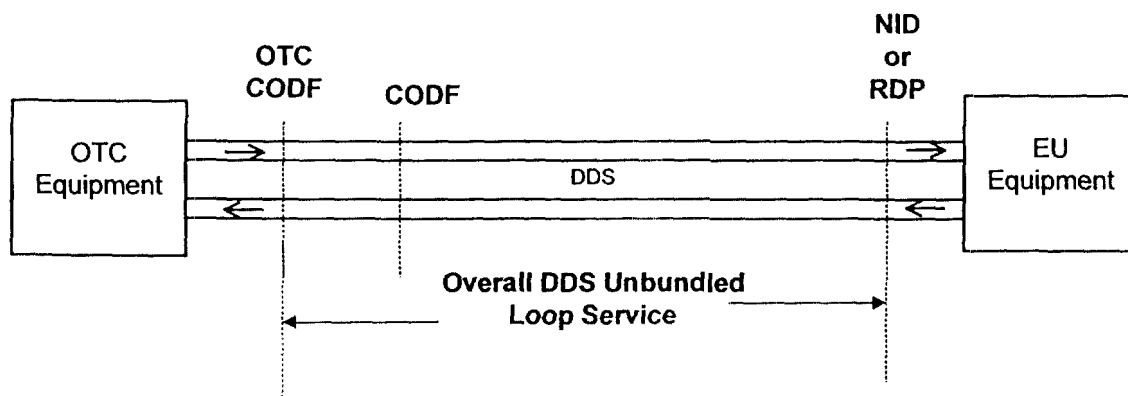 NID
or
RDP
OTC
CODF
CODF
OTC
Equipment
DDS
EU
Equipment
Overall DDS Unbundled
Loop Service